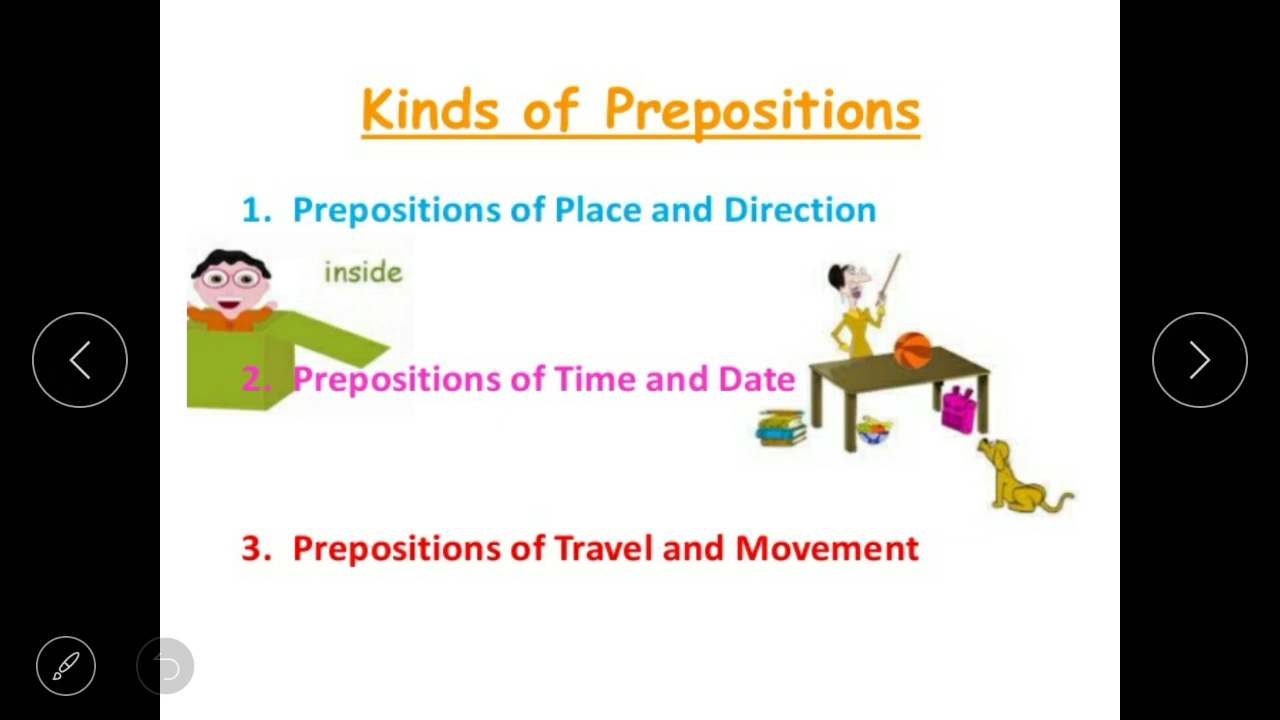 Kinds of Prepositions
1. Prepositions of Place and Direction
inside
2. Prepositions of Time and Date
3. Prepositions of Travel and Movement